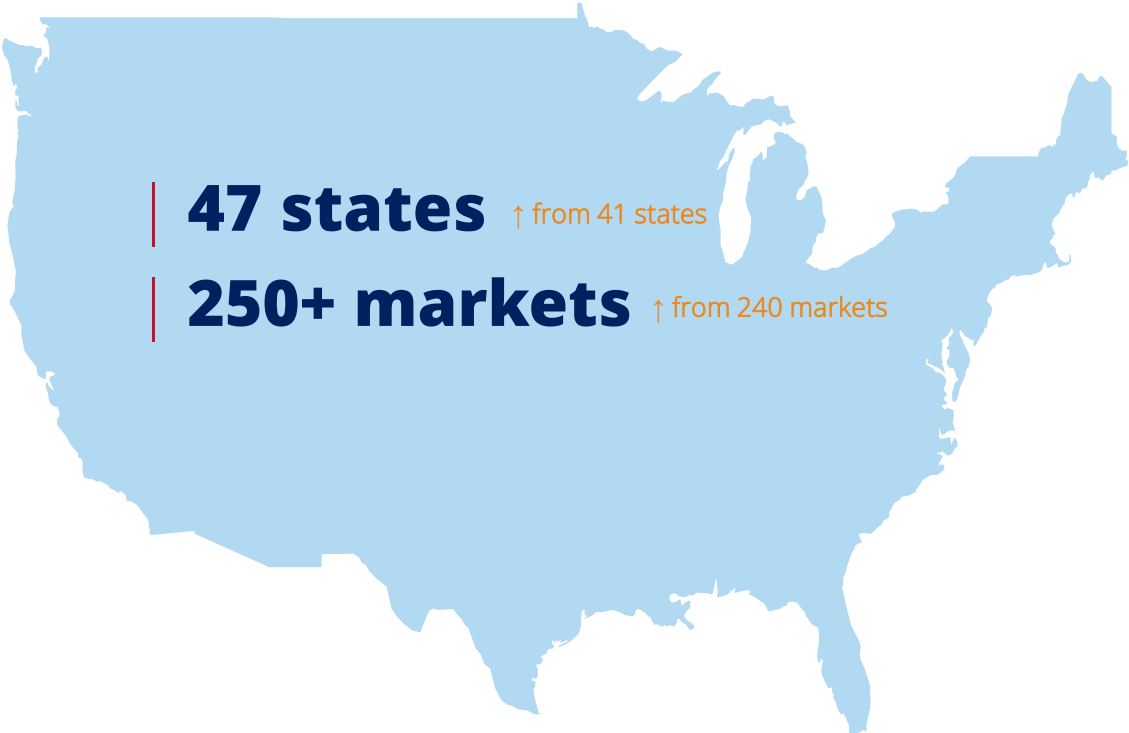 47 states ↑ from 41 states
250+ markets ↑ from 240 markets